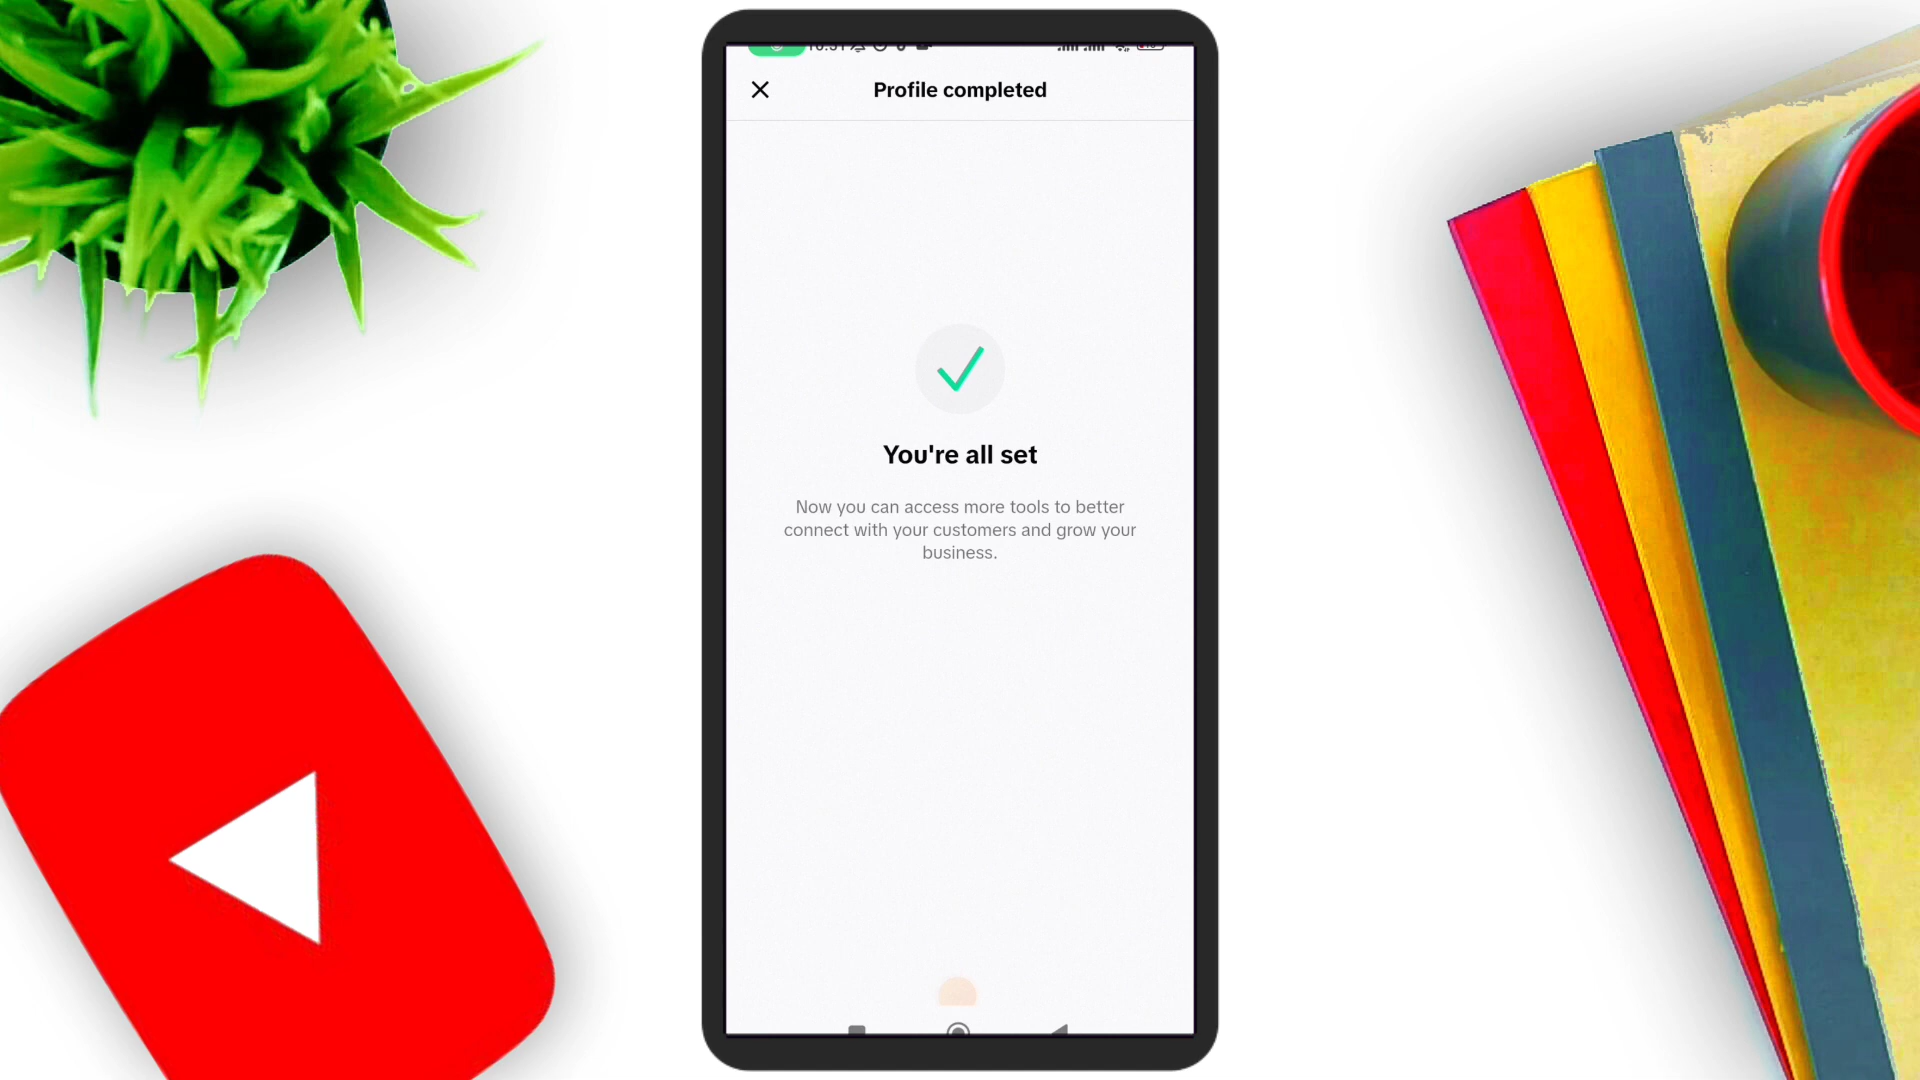 Profile completed
You're all set
Now you can access more tools to better
connect with your customers and grow your
business.